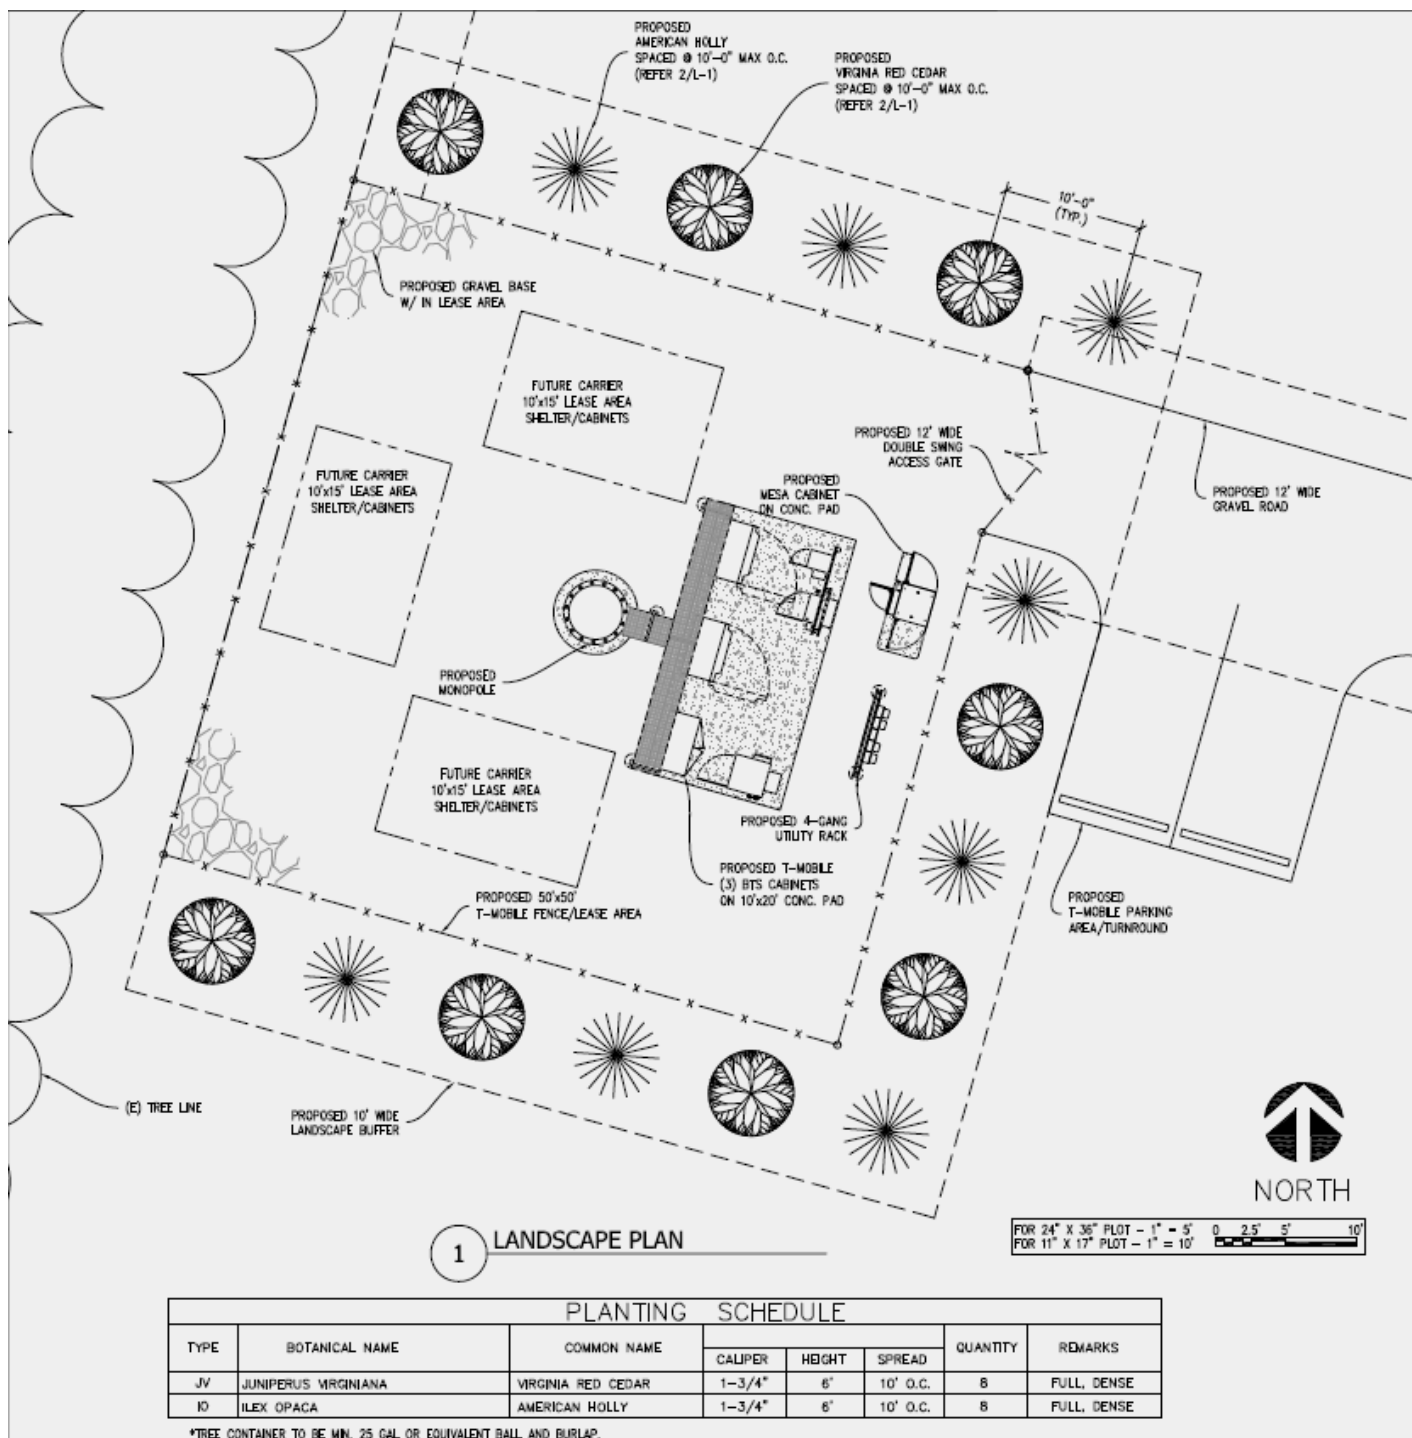 PROPOSED
AMERICAN HOLLY
SPACED @ 10'-0" MAX O.C.
(REFER 2/L-1)
PROPOSED
VIRGINIA RED CEDAR
SPACED @ 10'-0" MAX O.C.
(REFER 2/L-1)
10'-0"
(TYP.)
PROPOSED GRAVEL BASE
W/ IN LEASE AREA
FUTURE CARRIER
10'x15' LEASE AREA
SHELTER/CABINETS
FUTURE CARRIER
10'x15' LEASE AREA
SHELTER/CABINETS
PROPOSED 12' WIDE
DOUBLE SWING
ACCESS GATE
PROPOSED
MESA CABINET
ON CONC. PAD
PROPOSED 12' WIDE
GRAVEL ROAD
PROPOSED
MONOPOLE
FUTURE CARRIER
10'x15' LEASE AREA
SHELTER/CABINETS
PROPOSED 4-GANG
UTILITY RACK
PROPOSED T-MOBILE
(3) BTS CABINETS
ON 10'x20' CONC. PAD
PROPOSED 50'x50'
T-MOBILE FENCE/LEASE AREA
PROPOSED
T-MOBILE PARKING
AREA/TURNROUND
(E) TREE LINE
PROPOSED 10' WIDE
LANDSCAPE BUFFER
NORTH
1 LANDSCAPE PLAN
FOR 24" X 36" PLOT - 1" = 5' 0 2.5' 5' 10'
FOR 11" X 17" PLOT - 1" = 10'
PLANTING SCHEDULE
TYPE BOTANICAL NAME COMMON NAME CALIPER HEIGHT SPREAD QUANTITY REMARKS
JV JUNIPERUS VIRGINIANA VIRGINIA RED CEDAR 1-3/4" 6' 10' O.C. 8 FULL, DENSE
IO ILEX OPACA AMERICAN HOLLY 1-3/4" 6' 10' O.C. 8 FULL, DENSE
*TREE CONTAINER TO BE MIN. 25 GAL OR EQUIVALENT BALL AND BURLAP.